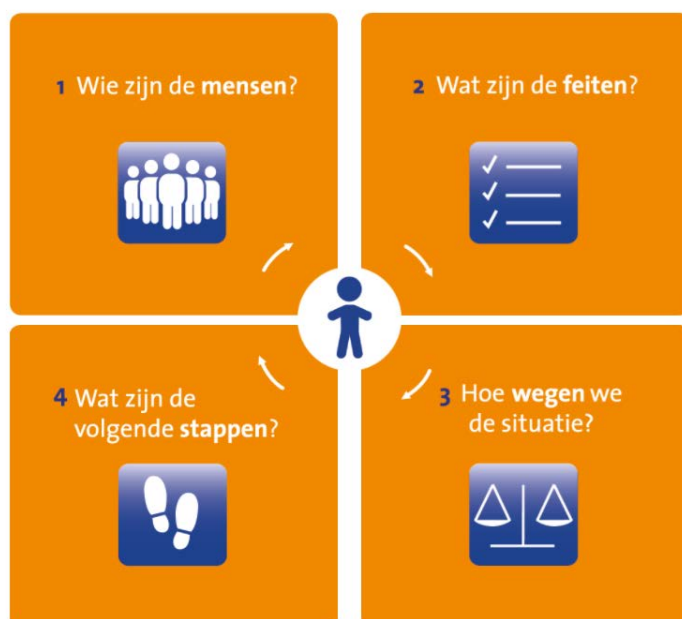 1 Wie zijn de mensen?
2 Wat zijn de feiten?
3 Hoe wegen we
de situatie?
4 Wat zijn de
volgende stappen?